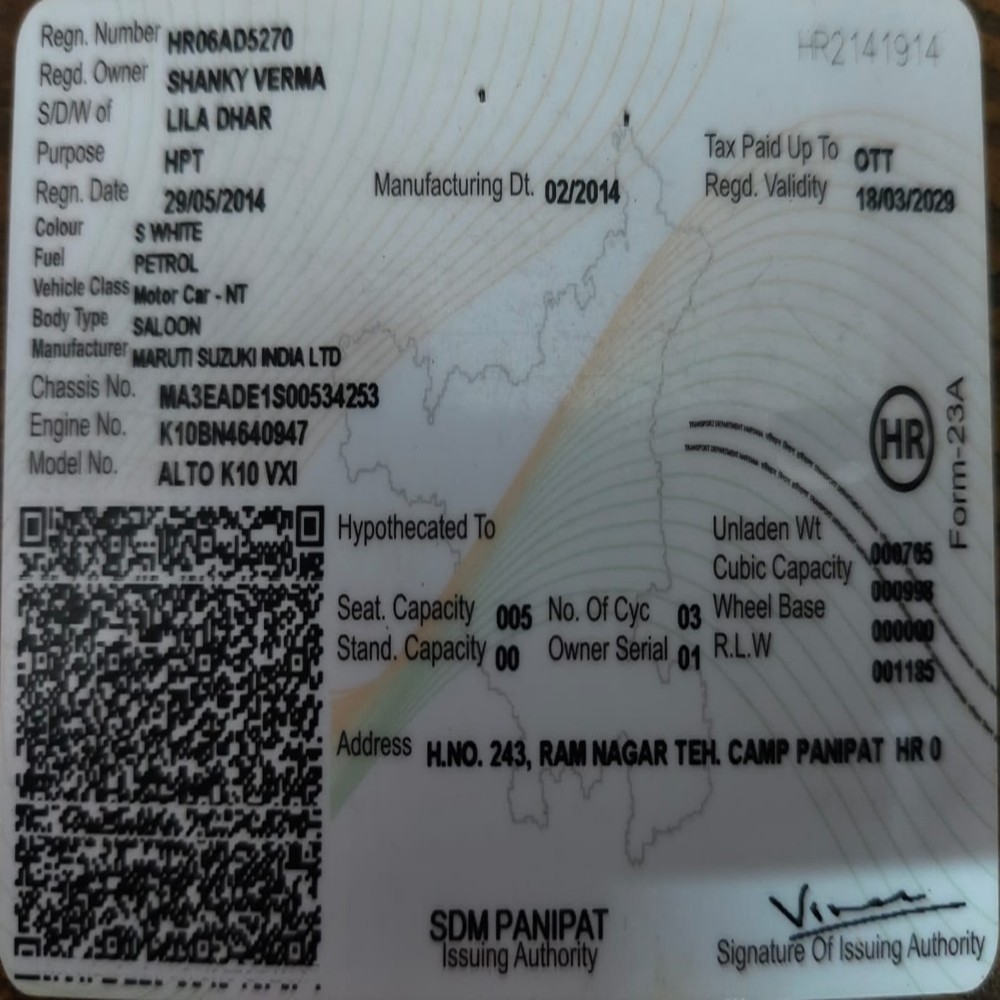 Regn. Number HR06AD5270 HR2141914
Regd. Owner SHANKY VERMA
S/D/W of LILA DHAR
Purpose HPT Tax Paid Up To OTT
Regn. Date 29/05/2014 Manufacturing Dt. 02/2014 Regd. Validity 18/03/2029
Colour S WHITE
Fuel PETROL
Vehicle Class Motor Car - NT
Body Type SALOON
Manufacturer MARUTI SUZUKI INDIA LTD
Chassis No. MA3EADE1S00534253
Engine No. K10BN4640947 HR
Model No. ALTO K10 VXI
Form-23A
Hypothecated To Unladen Wt 000765
Cubic Capacity 000998
Seat. Capacity 005 No. Of Cyc 03 Wheel Base 000000
Stand. Capacity 00 Owner Serial 01 R.L.W 001185
Address H.NO. 243, RAM NAGAR TEH. CAMP PANIPAT HR 0
SDM PANIPAT
Issuing Authority Signature Of Issuing Authority